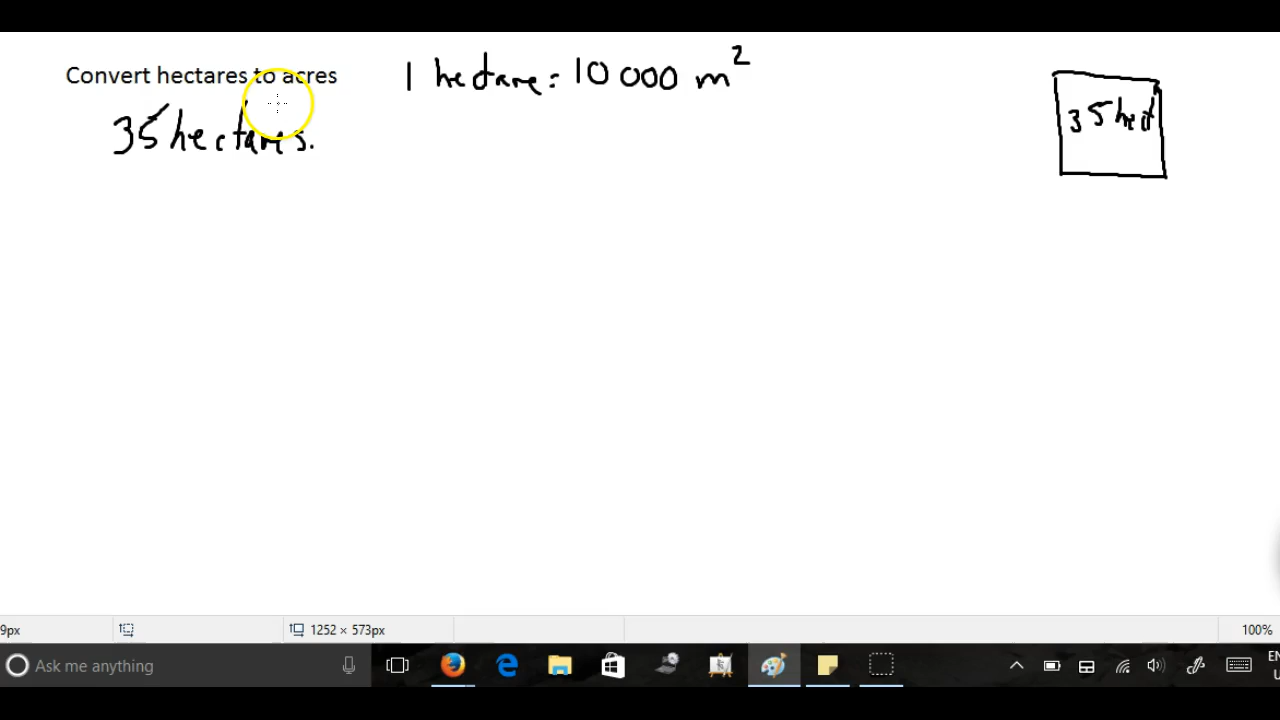 Convert hectares to acres
1 hectare = 10 000 m²
35 hectares.
35 hect
9px
1252 × 573px
100%
Ask me anything
EN
U